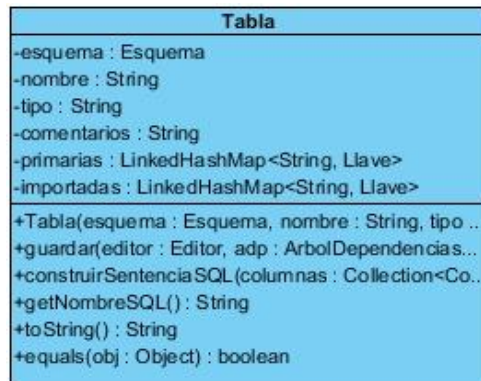 Tabla
-esquema : Esquema
-nombre : String
-tipo : String
-comentarios : String
-primarias : LinkedHashMap<String, Llave>
-importadas : LinkedHashMap<String, Llave>
+Tabla(esquema : Esquema, nombre : String, tipo ..
+guardar(editor : Editor, adp : ArbolDependencias...
+construirSentenciaSQL(columnas : Collection<Co..
+getNombreSQL() : String
+toString() : String
+equals(obj : Object) : boolean